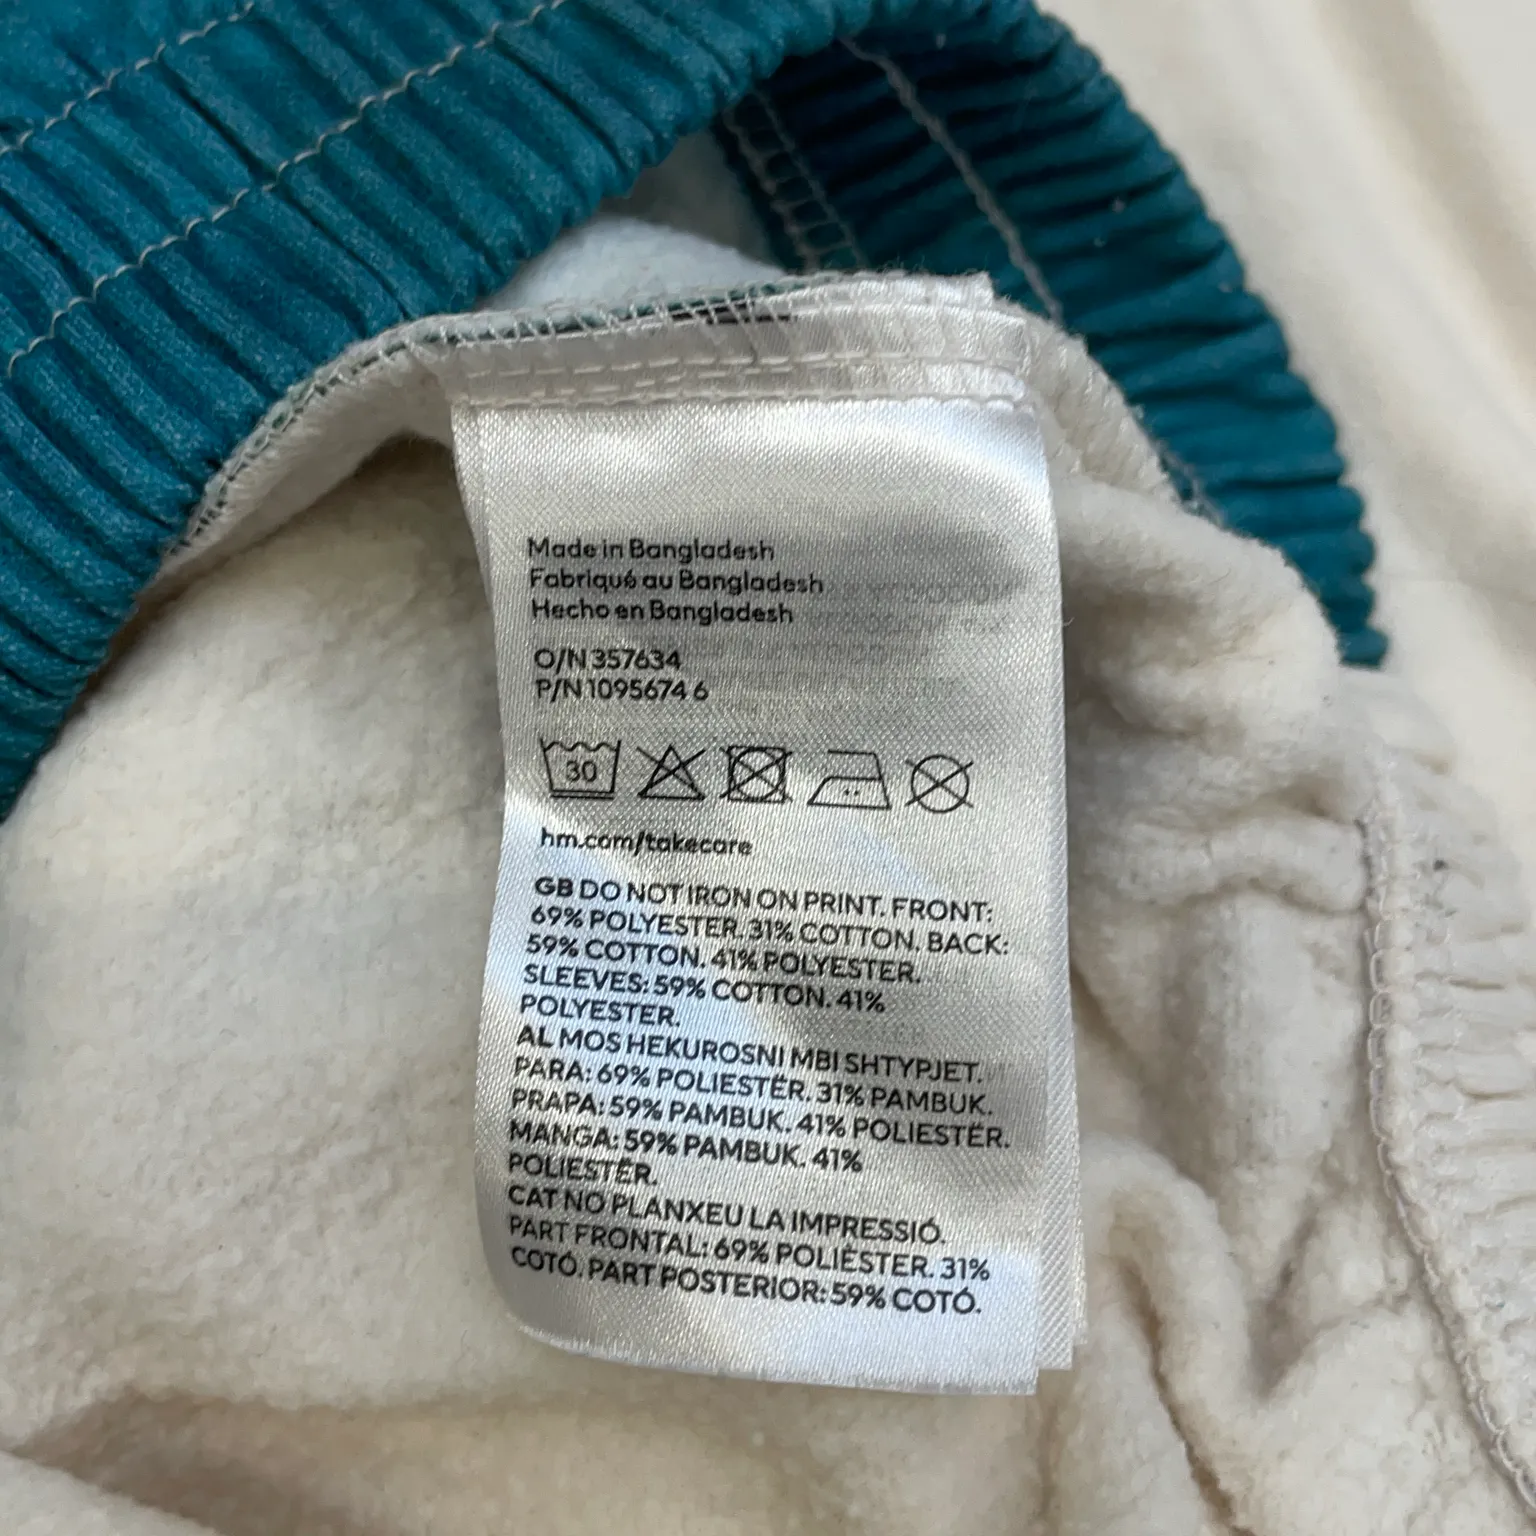 Made in Bangladesh
Fabriqué au Bangladesh
Hecho en Bangladesh
O/N 357634
P/N 1095674 6
30
hm.com/takecare
GB DO NOT IRON ON PRINT. FRONT:
69% POLYESTER. 31% COTTON. BACK:
59% COTTON. 41% POLYESTER.
SLEEVES: 59% COTTON. 41%
POLYESTER.
AL MOS HEKUROSNI MBI SHTYPJET.
PARA: 69% POLIESTËR. 31% PAMBUK.
PRAPA: 59% PAMBUK. 41% POLIESTËR.
MANGA: 59% PAMBUK. 41%
POLIESTËR.
CAT NO PLANXEU LA IMPRESSIÓ.
PART FRONTAL: 69% POLIÈSTER. 31%
COTÓ. PART POSTERIOR: 59% COTÓ.